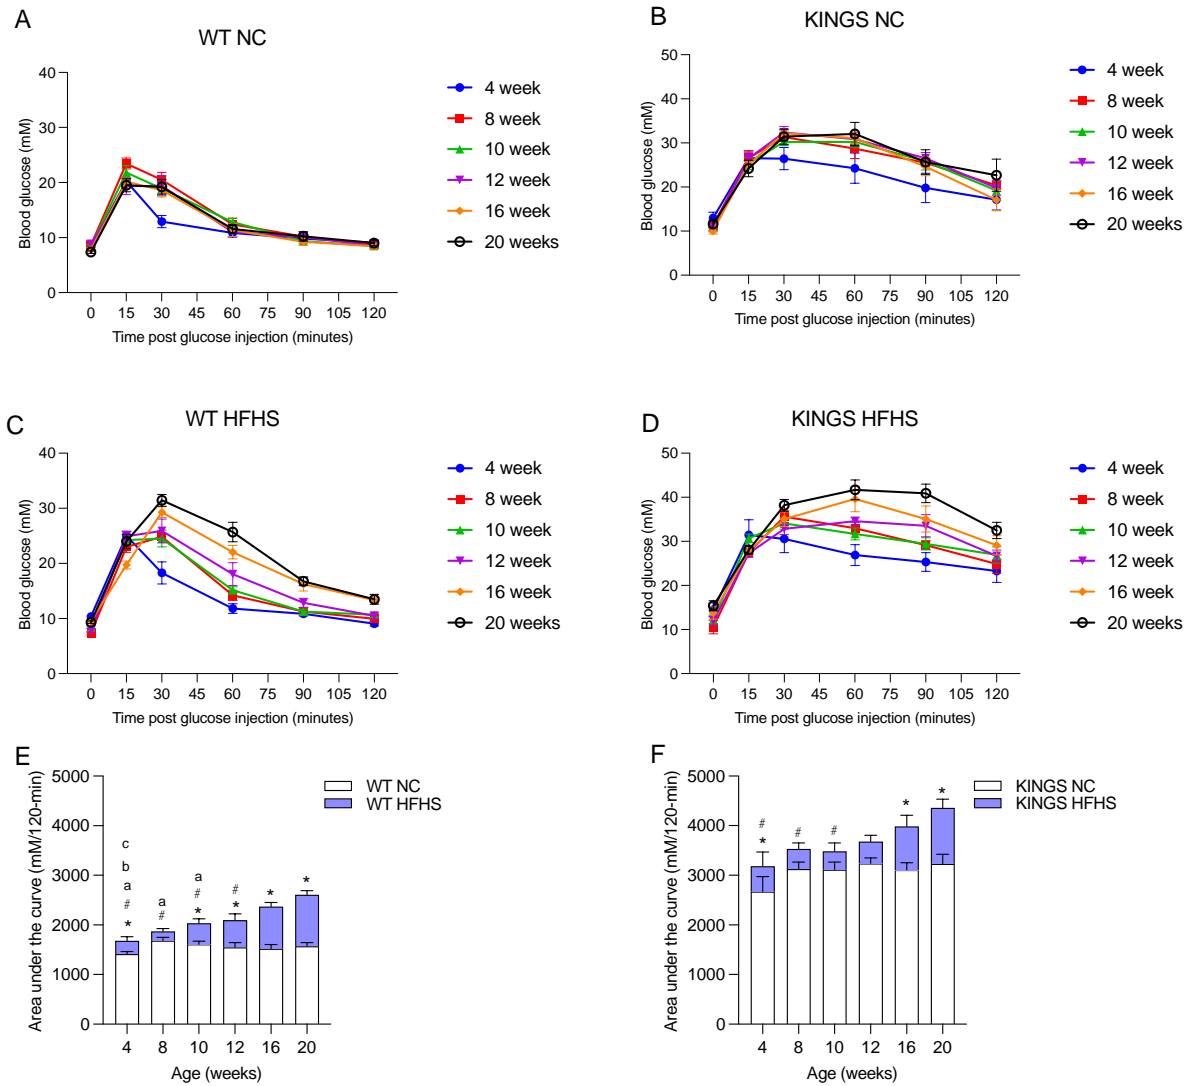 A
WT NC
Blood glucose (mM)
40
30
20
10
0
0 15 30 45 60 75 90 105 120
Time post glucose injection (minutes)
4 week
8 week
10 week
12 week
16 week
20 weeks
B
KINGS NC
Blood glucose (mM)
50
40
30
20
10
0
0 15 30 45 60 75 90 105 120
Time post glucose injection (minutes)
4 week
8 week
10 week
12 week
16 week
20 weeks
C
WT HFHS
Blood glucose (mM)
40
30
20
10
0
0 15 30 45 60 75 90 105 120
Time post glucose injection (minutes)
4 week
8 week
10 week
12 week
16 week
20 weeks
D
KINGS HFHS
Blood glucose (mM)
50
40
30
20
10
0
0 15 30 45 60 75 90 105 120
Time post glucose injection (minutes)
4 week
8 week
10 week
12 week
16 week
20 weeks
E
Area under the curve (mM/120-min)
5000
4000
3000
2000
1000
0
c
b
a
#
*
a
#
a
#
*
#
*
*
*
4 8 10 12 16 20
Age (weeks)
WT NC
WT HFHS
F
Area under the curve (mM/120-min)
5000
4000
3000
2000
1000
0
#
*
#
#
*
*
4 8 10 12 16 20
Age (weeks)
KINGS NC
KINGS HFHS